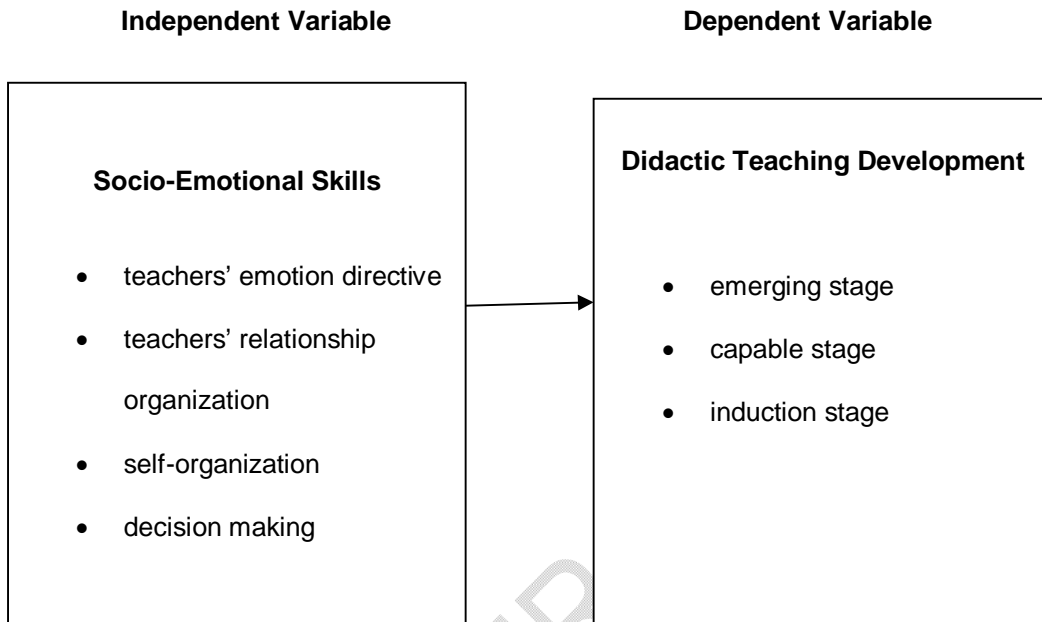 Independent Variable
Dependent Variable
Socio-Emotional Skills
• teachers' emotion directive
• teachers' relationship
organization
• self-organization
• decision making
Didactic Teaching Development
• emerging stage
• capable stage
• induction stage